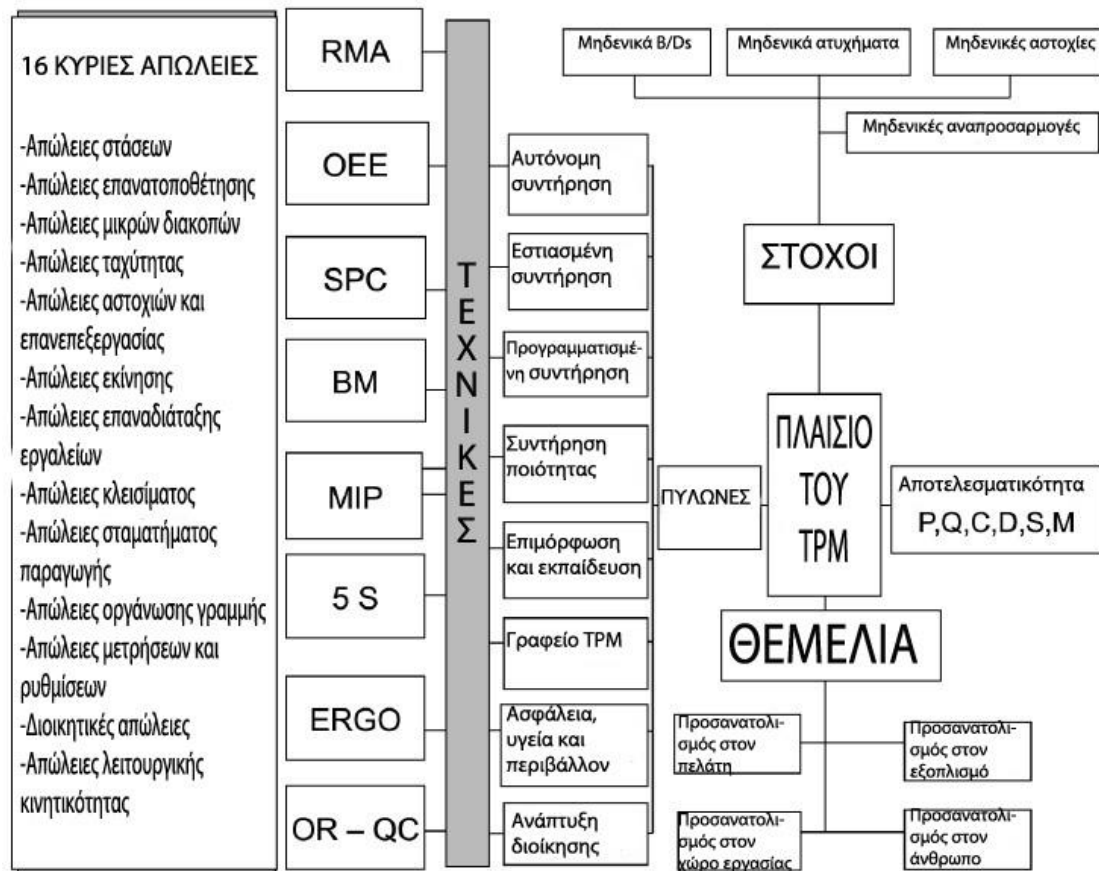 16 ΚΥΡΙΕΣ ΑΠΩΛΕΙΕΣ
-Απώλειες στάσεων
-Απώλειες επανατοποθέτησης
-Απώλειες μικρών διακοπών
-Απώλειες ταχύτητας
-Απώλειες αστοχιών και
επανεπεξεργασίας
-Απώλειες εκίνησης
-Απώλειες επαναδιάταξης
εργαλείων
-Απώλειες κλεισίματος
-Απώλειες σταματήματος
παραγωγής
-Απώλειες οργάνωσης γραμμής
-Απώλειες μετρήσεων και
ρυθμίσεων
-Διοικητικές απώλειες
-Απώλειες λειτουργικής
κινητικότητας
RMA
OEE
SPC
BM
MIP
5 S
ERGO
OR – QC
ΤΕΧΝΙΚΕΣ
Αυτόνομη
συντήρηση
Εστιασμένη
συντήρηση
Προγραμματισμέ-
νη συντήρηση
Συντήρηση
ποιότητας
Επιμόρφωση
και εκπαίδευση
Γραφείο TPM
Ασφάλεια,
υγεία και
περιβάλλον
Ανάπτυξη
διοίκησης
ΠΥΛΩΝΕΣ
Μηδενικά B/Ds
Μηδενικά ατυχήματα
Μηδενικές αστοχίες
Μηδενικές αναπροσαρμογές
ΣΤΟΧΟΙ
ΠΛΑΙΣΙΟ
ΤΟΥ
TPM
Αποτελεσματικότητα
P,Q,C,D,S,M
ΘΕΜΕΛΙΑ
Προσανατολι-
σμός στον
πελάτη
Προσανατολι-
σμός στον
εξοπλισμό
Προσανατολι-
σμός στον
χώρο εργασίας
Προσανατολι-
σμός στον
άνθρωπο